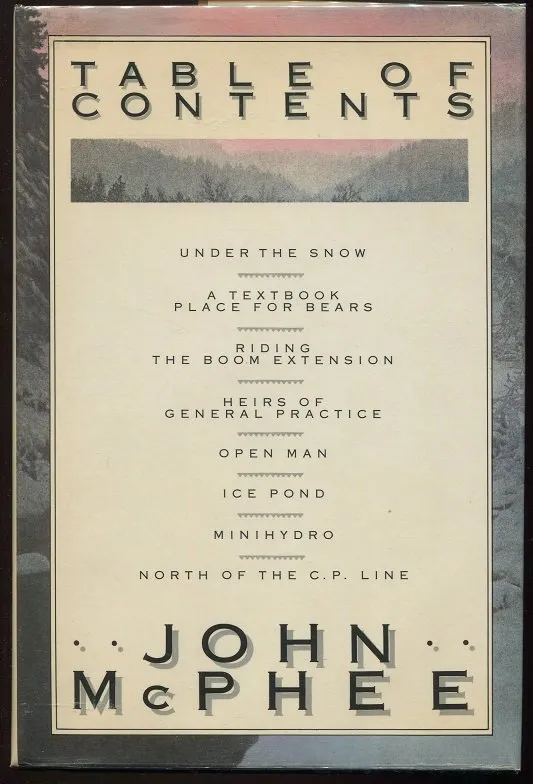 TABLE OF
CONTENTS
UNDER THE SNOW
A TEXTBOOK
PLACE FOR BEARS
RIDING
THE BOOM EXTENSION
HEIRS OF
GENERAL PRACTICE
OPEN MAN
ICE POND
MINIHYDRO
NORTH OF THE C.P. LINE
JOHN
McPHEE